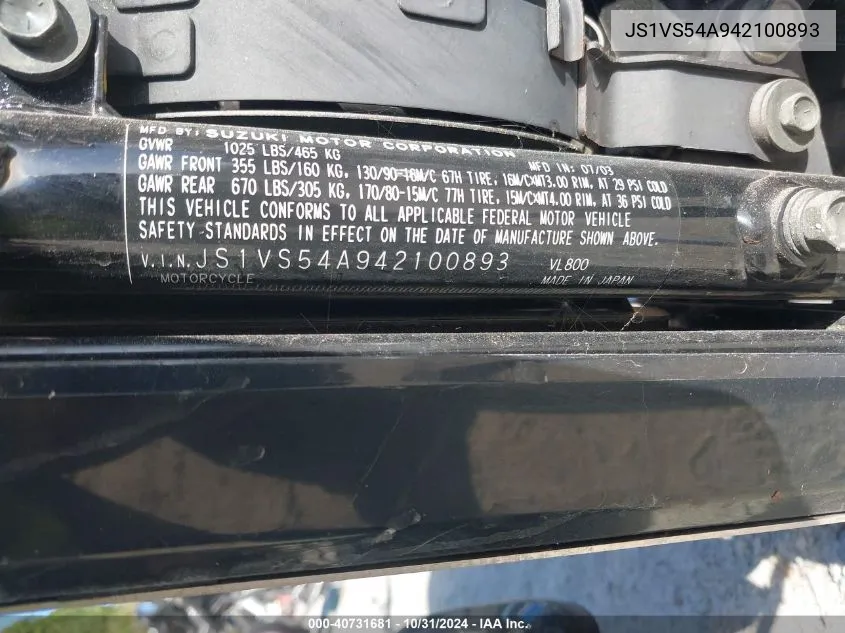 JS1VS54A942100893
MFD BY: SUZUKI MOTOR CORPORATION MFD IN: 07/03
GVWR 1025 LBS/465 KG
GAWR FRONT 355 LBS/160 KG, 130/90-16M/C 67H TIRE, 16M/CXMT3.00 RIM, AT 29 PSI COLD
GAWR REAR 670 LBS/305 KG, 170/80-15M/C 77H TIRE, 15M/CXMT4.00 RIM, AT 36 PSI COLD
THIS VEHICLE CONFORMS TO ALL APPLICABLE FEDERAL MOTOR VEHICLE
SAFETY STANDARDS IN EFFECT ON THE DATE OF MANUFACTURE SHOWN ABOVE.
V.I.N. JS1VS54A942100893 VL800
MOTORCYCLE MADE IN JAPAN
000-40731681 - 10/31/2024 - IAAI.com